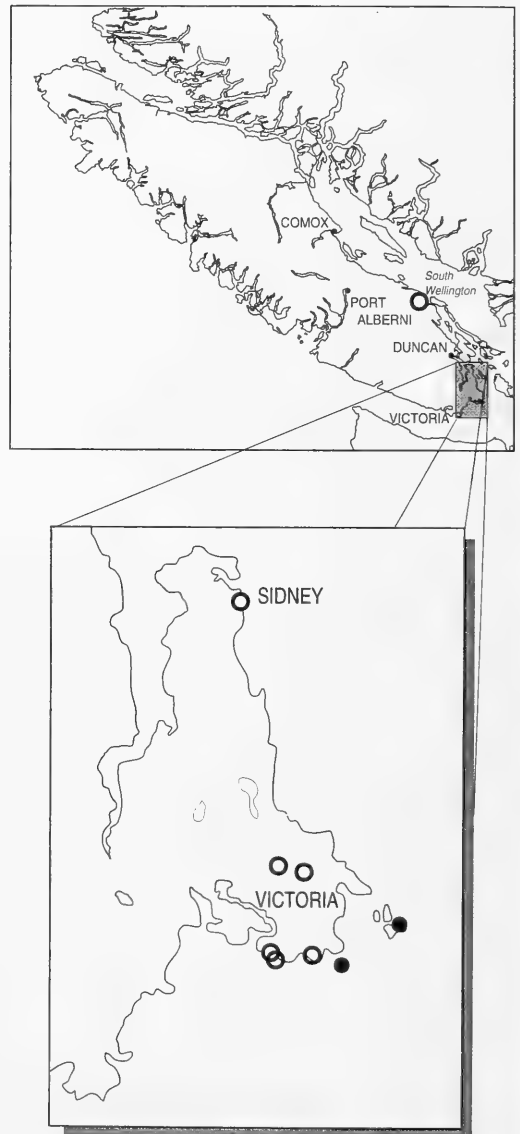 COMOX
South
Wellington
PORT
ALBERNI
DUNCAN
VICTORIA
SIDNEY
VICTORIA